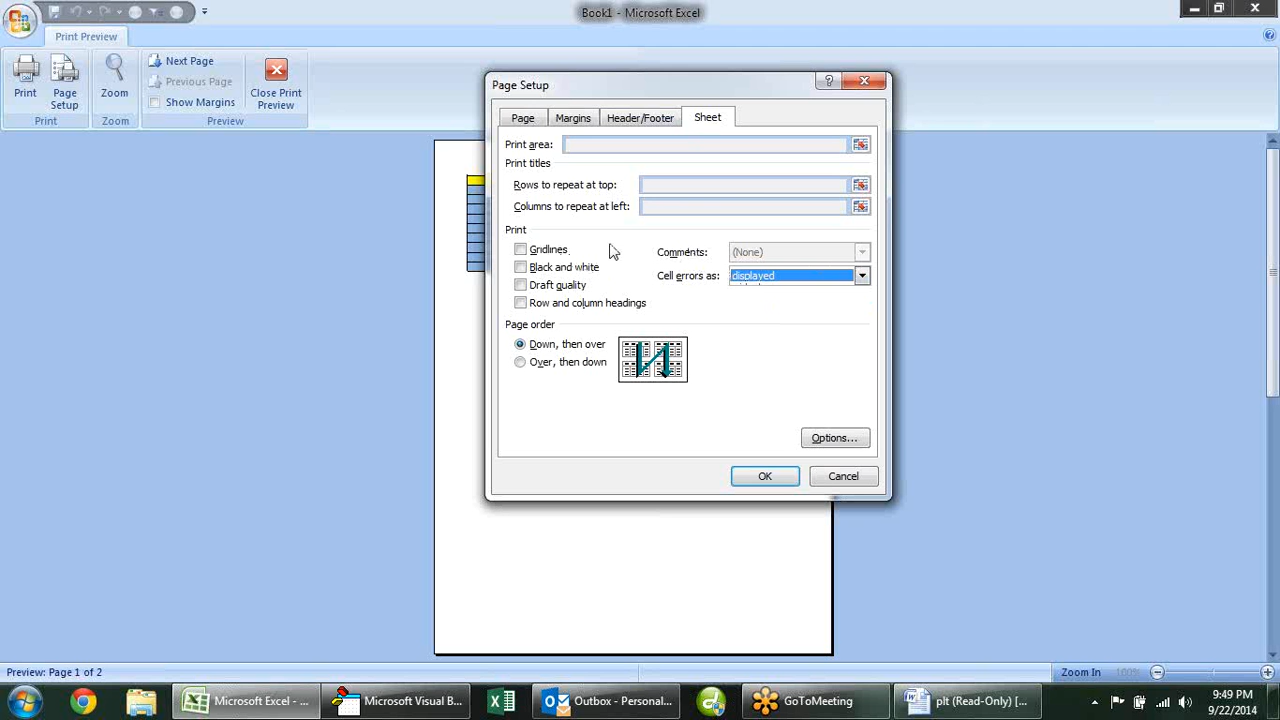 Book1 - Microsoft Excel
Print Preview
Print
Page Setup
Zoom
Next Page
Previous Page
Show Margins
Close Print Preview
Print
Zoom
Preview
Page Setup
Page
Margins
Header/Footer
Sheet
Print area:
Print titles
Rows to repeat at top:
Columns to repeat at left:
Print
Gridlines
Comments:
(None)
Black and white
Cell errors as:
displayed
Draft quality
Row and column headings
Page order
Down, then over
Over, then down
Options...
OK
Cancel
Preview: Page 1 of 2
Zoom In
100%
Microsoft Excel - ...
Microsoft Visual B...
Outbox - Personal...
GoToMeeting
plt (Read-Only) [...
9:49 PM
9/22/2014